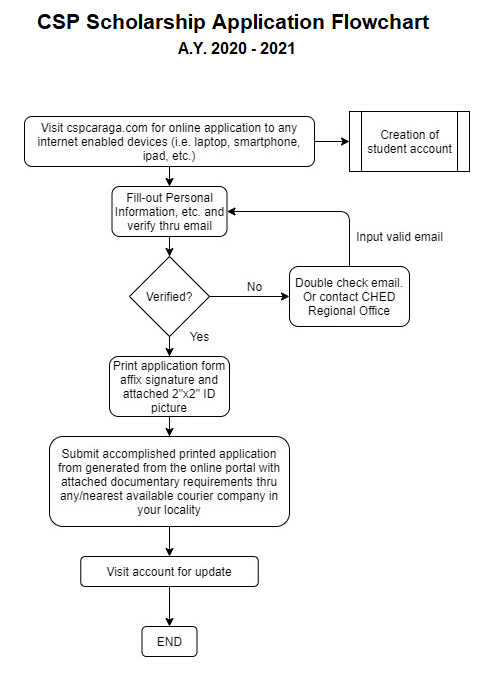 CSP Scholarship Application Flowchart
A.Y. 2020 - 2021
Visit cspcaraga.com for online application to any
internet enabled devices (i.e. laptop, smartphone,
ipad, etc.)
Creation of
student account
Fill-out Personal
Information, etc. and
verify thru email
Input valid email
Verified?
No
Double check email.
Or contact CHED
Regional Office
Yes
Print application form
affix signature and
attached 2"x2" ID
picture
Submit accomplished printed application
from generated from the online portal with
attached documentary requirements thru
any/nearest available courier company in
your locality
Visit account for update
END